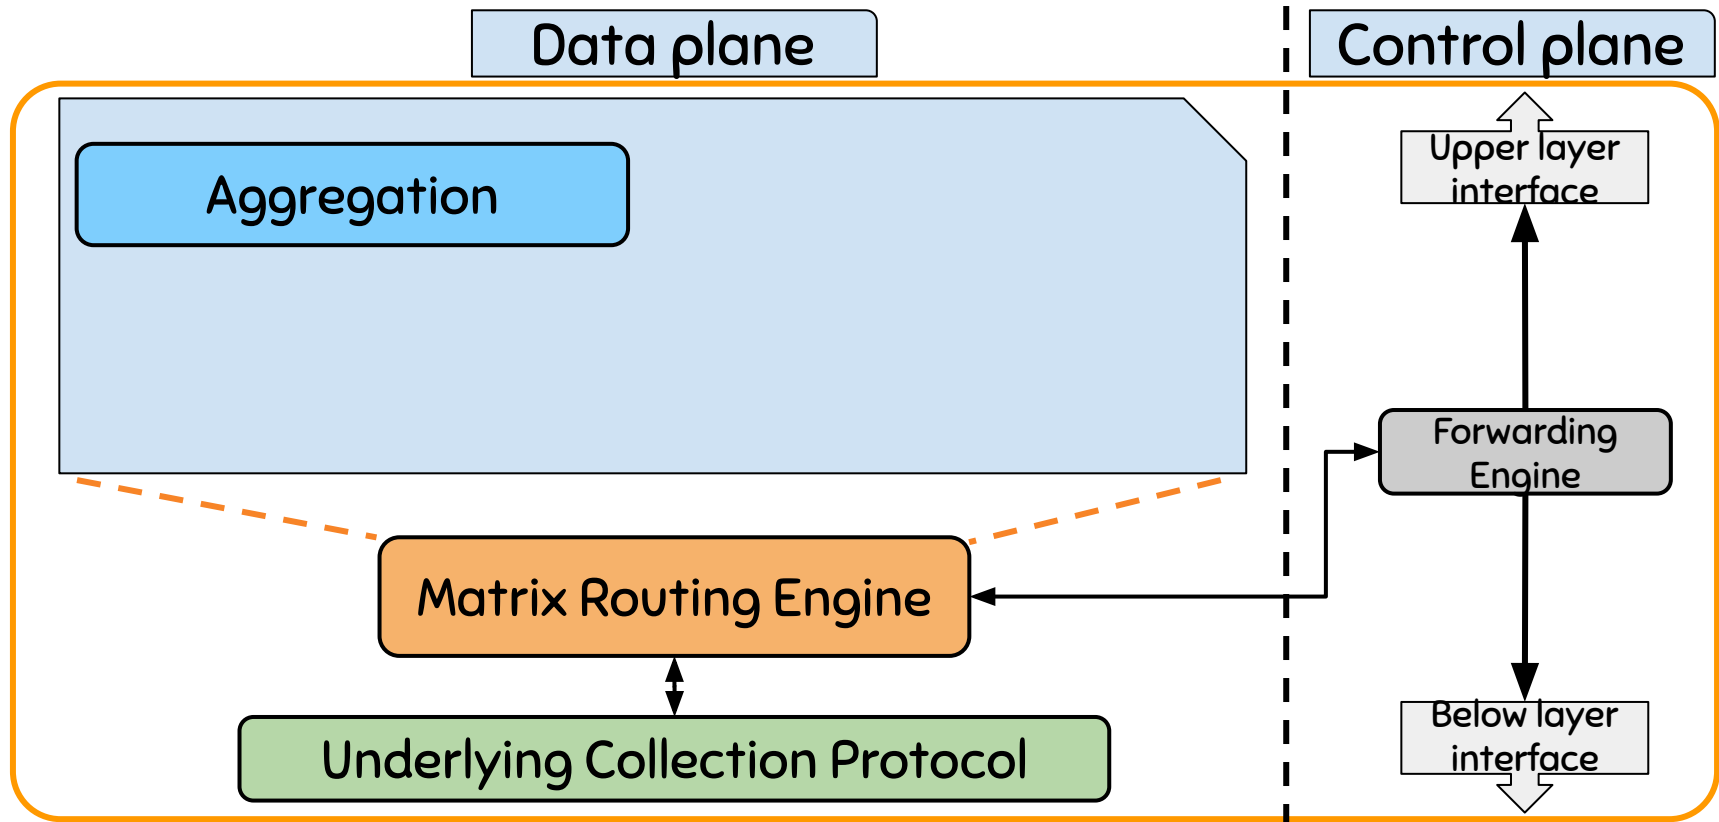 Data plane
Control plane
Aggregation
Upper layer
interface
Forwarding
Engine
Matrix Routing Engine
Below layer
interface
Underlying Collection Protocol